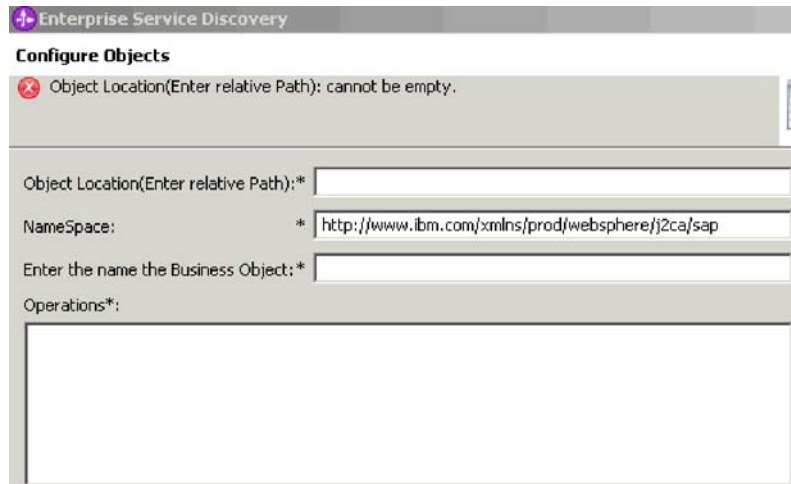 Enterprise Service Discovery
Configure Objects
Object Location(Enter relative Path): cannot be empty.
Object Location(Enter relative Path):*
NameSpace: * http://www.ibm.com/xmlns/prod/websphere/j2ca/sap
Enter the name the Business Object:*
Operations*: